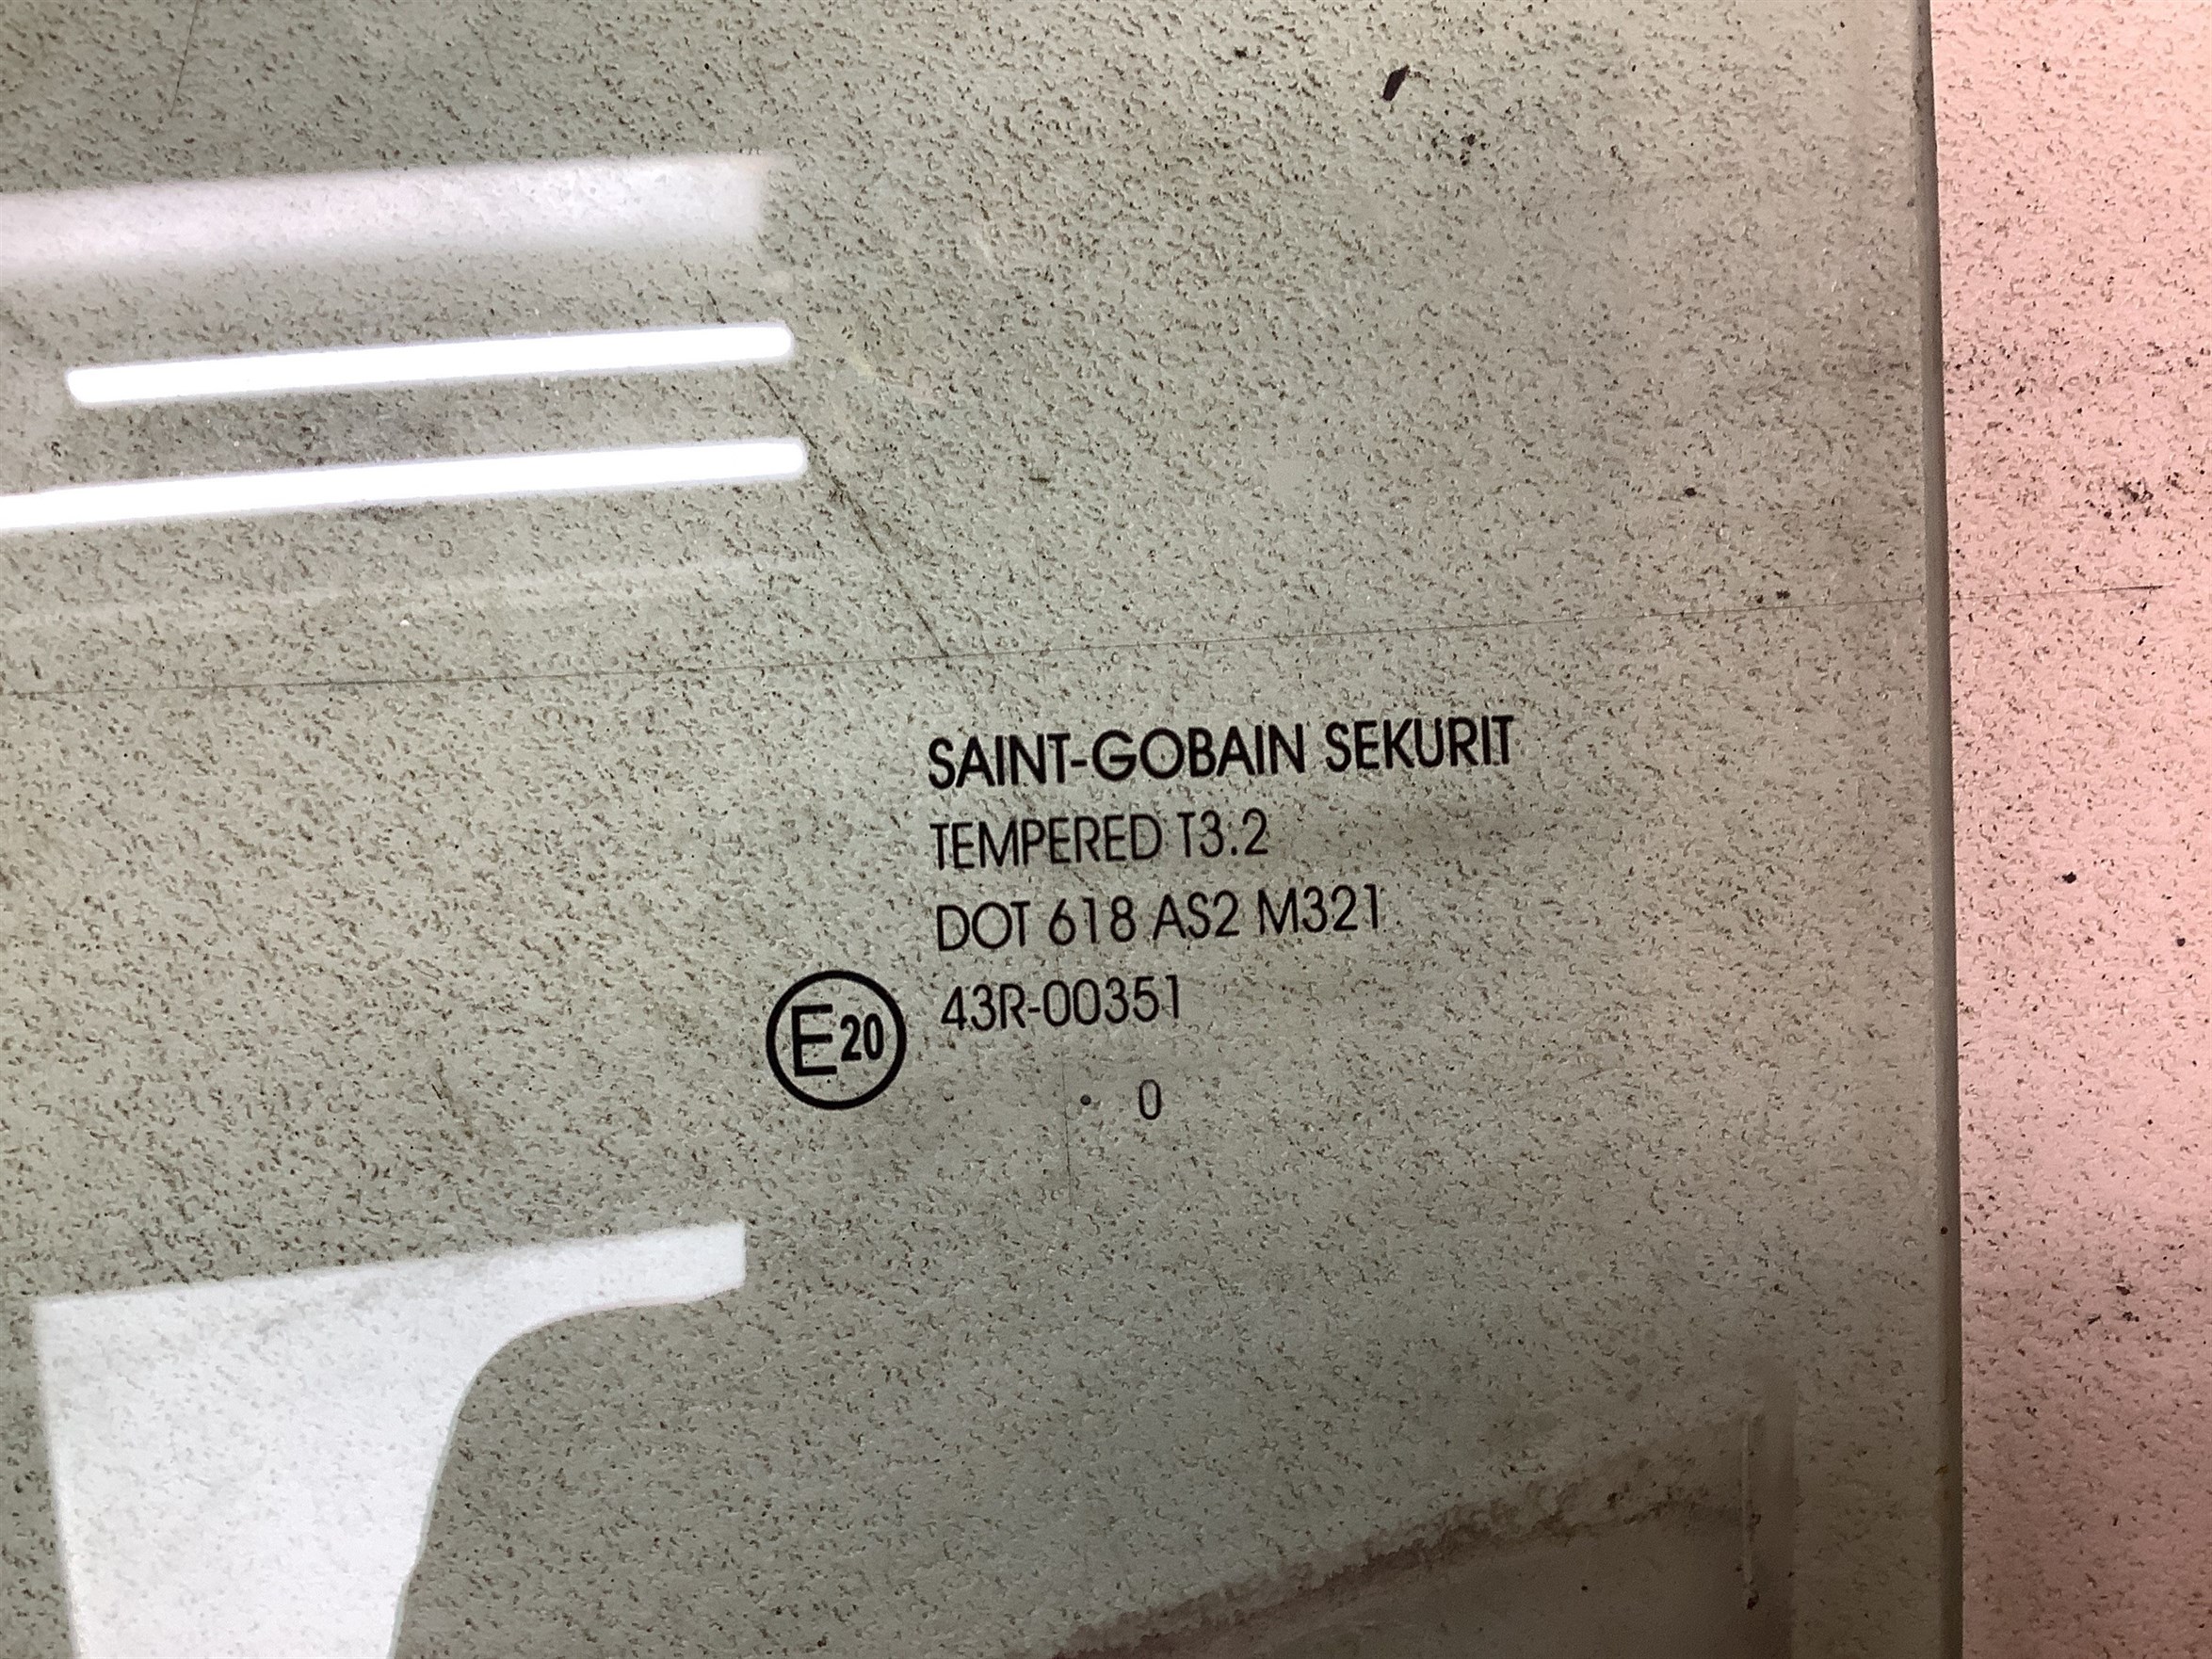 SAINT-GOBAIN SEKURIT
TEMPERED T3.2
DOT 618 AS2 M321
43R-00351
E20
. 0